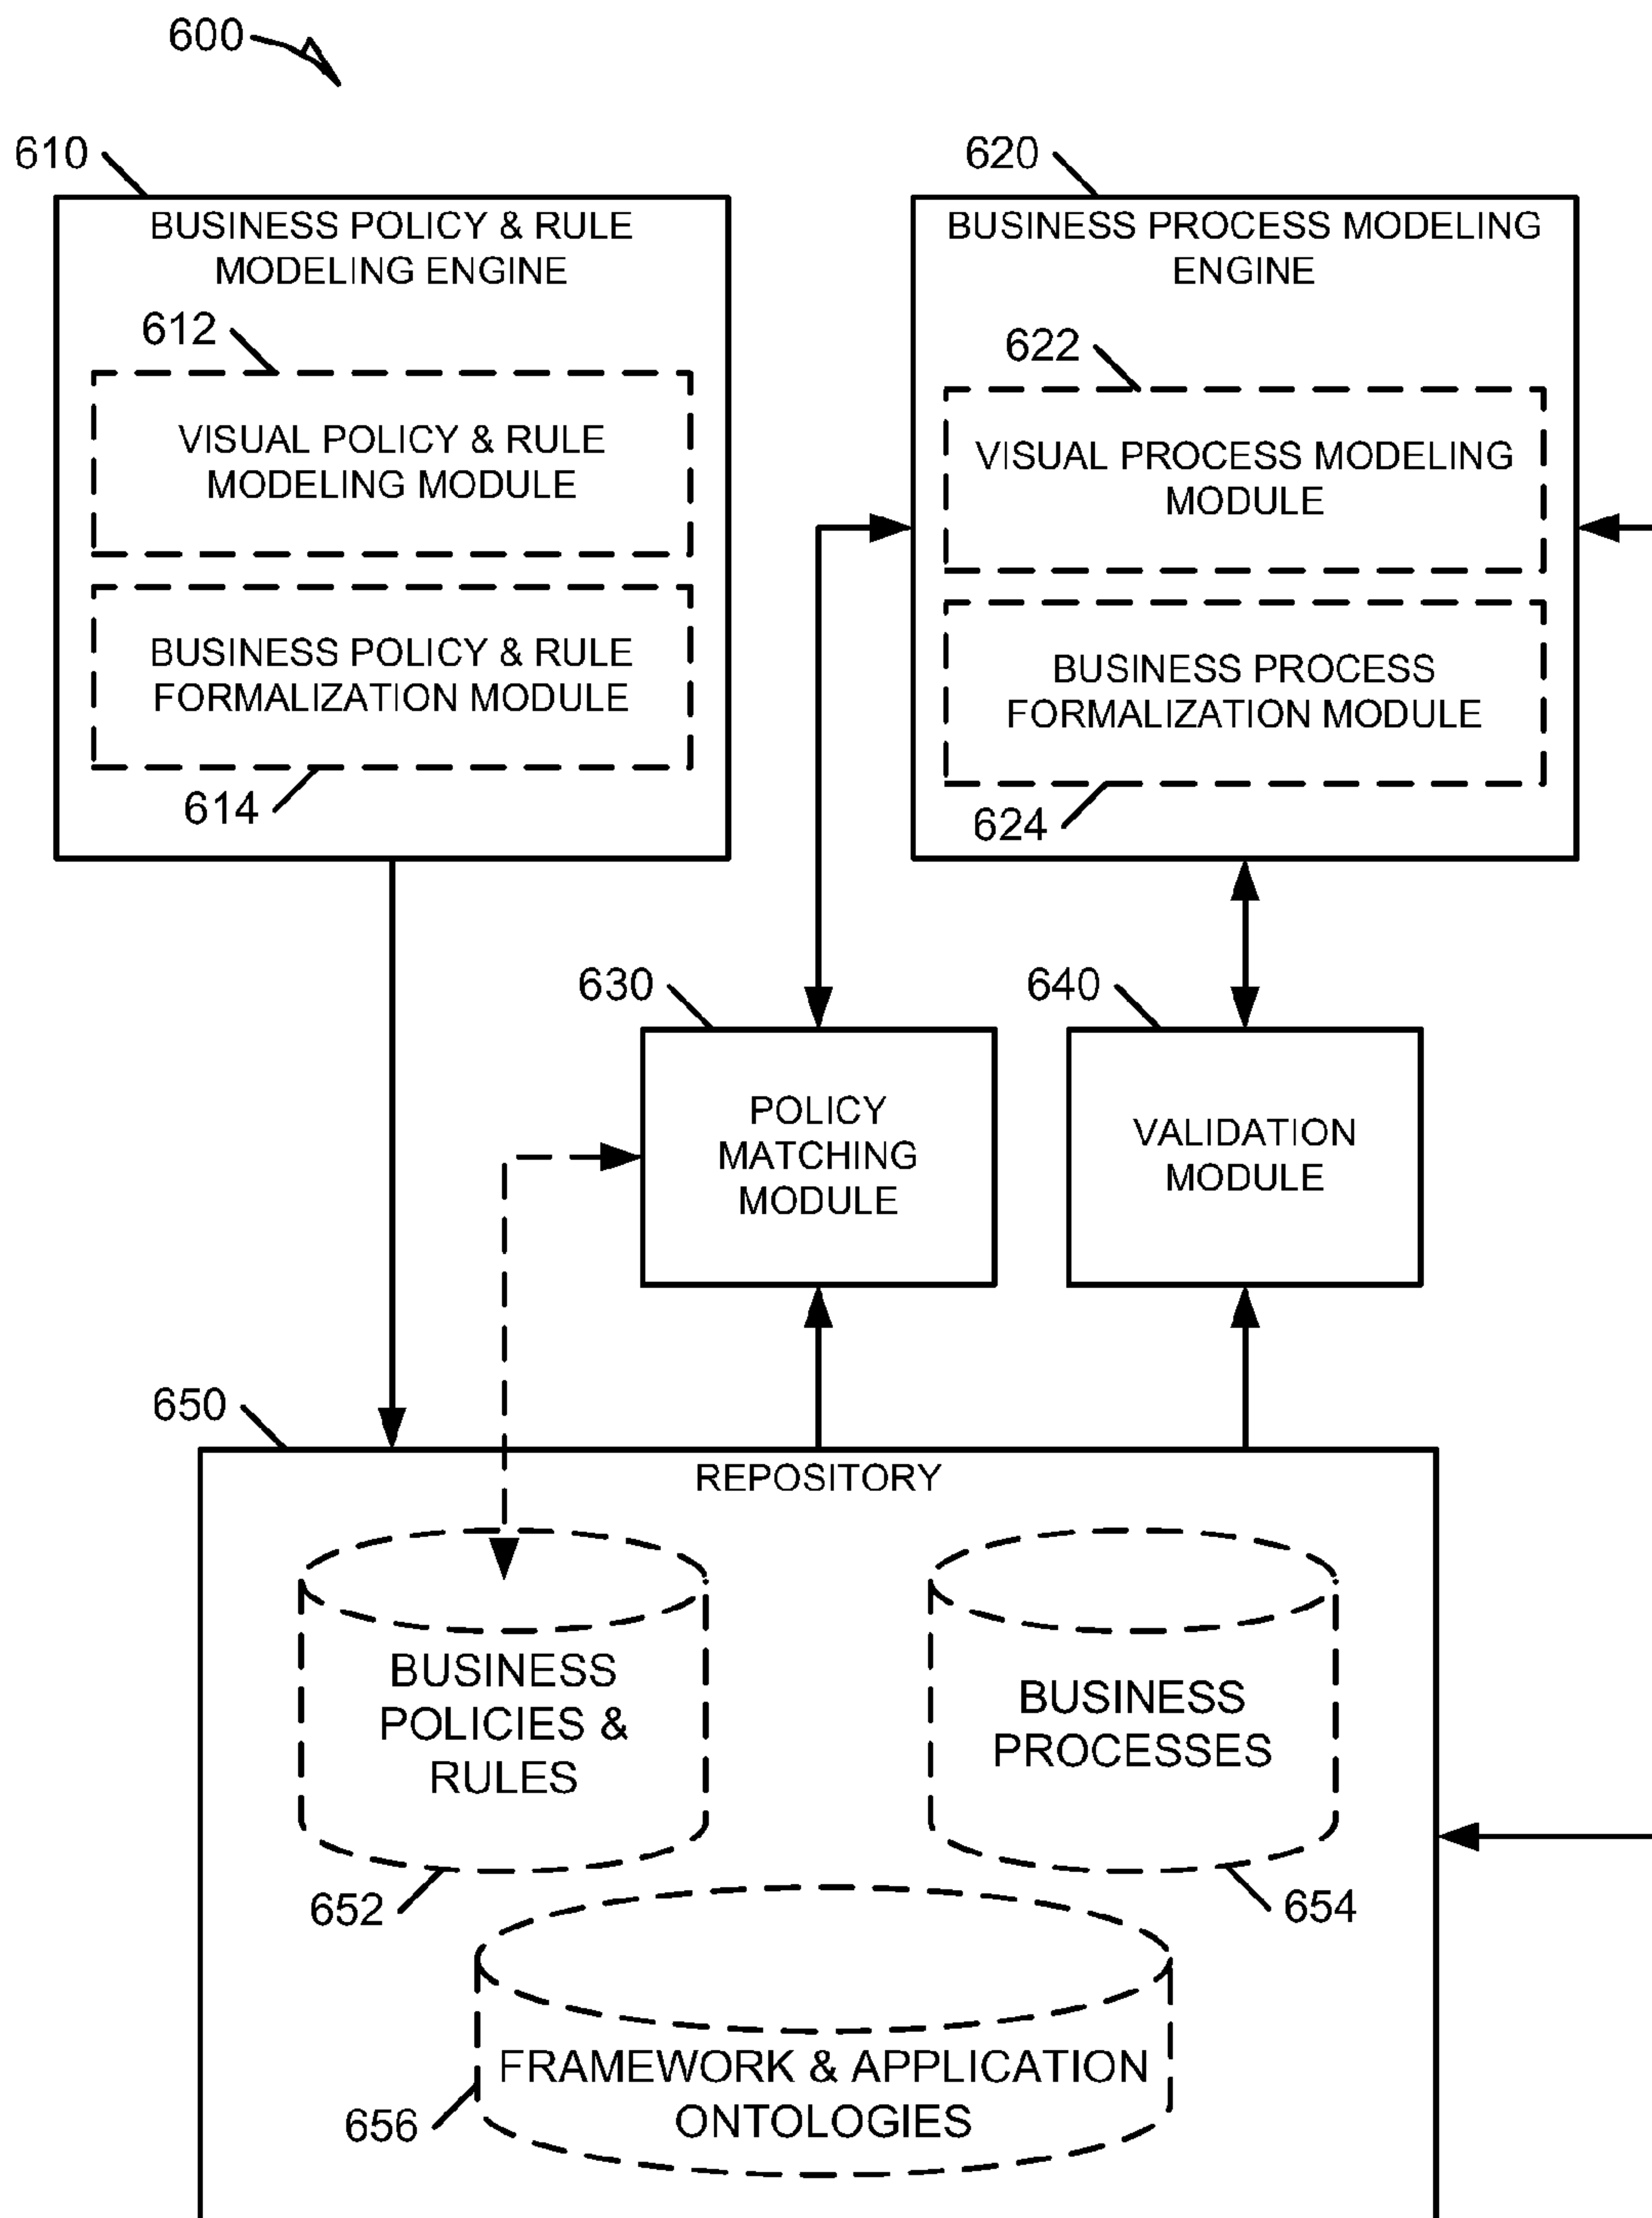 600
610
BUSINESS POLICY & RULE
MODELING ENGINE
612
VISUAL POLICY & RULE
MODELING MODULE
BUSINESS POLICY & RULE
FORMALIZATION MODULE
614
620
BUSINESS PROCESS MODELING
ENGINE
622
VISUAL PROCESS MODELING
MODULE
BUSINESS PROCESS
FORMALIZATION MODULE
624
630
POLICY
MATCHING
MODULE
640
VALIDATION
MODULE
650
REPOSITORY
BUSINESS
POLICIES &
RULES
652
BUSINESS
PROCESSES
654
FRAMEWORK & APPLICATION
ONTOLOGIES
656